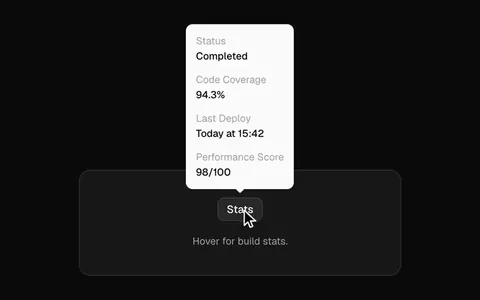 Status
Completed
Code Coverage
94.3%
Last Deploy
Today at 15:42
Performance Score
98/100
Stats
Hover for build stats.